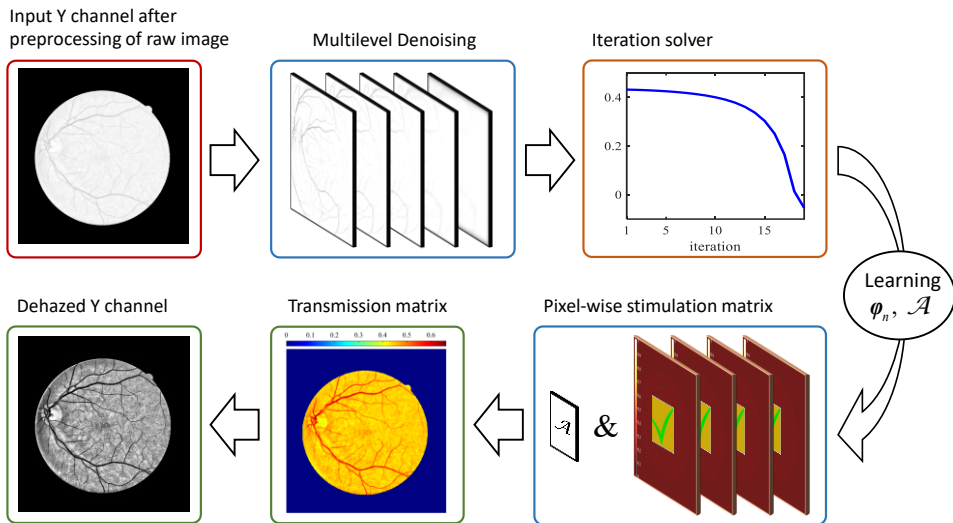 Input Y channel after
preprocessing of raw image
Multilevel Denoising
Iteration solver
0.4
0.2
0
1 5 10 15
iteration
Learning
φn, 𝒜
Dehazed Y channel
Transmission matrix
Pixel-wise stimulation matrix
0 0.1 0.2 0.3 0.4 0.5 0.6
𝒜 &